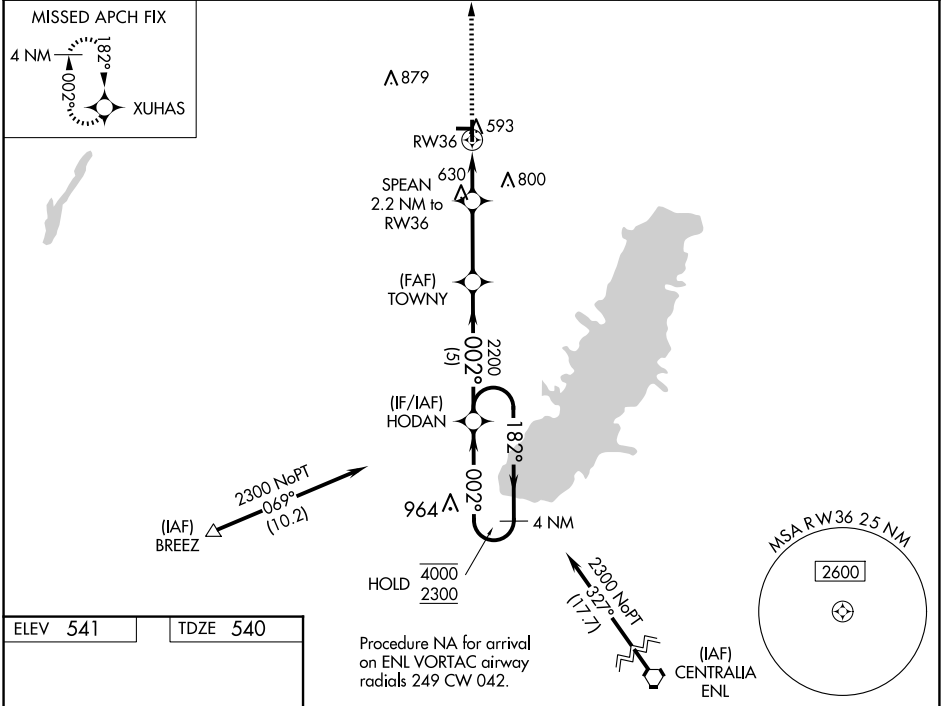 MISSED APCH FIX
4 NM
182°
002°
XUHAS
879
593
RW36
630
800
SPEAN
2.2 NM to
RW36
(FAF)
TOWNY
2200
002°
(5)
(IF/IAF)
HODAN
182°
002°
2300 NoPT
069°
(10.2)
(IAF)
BREEZ
964
4 NM
HOLD
4000
2300
2300 NoPT
327°
(17.7)
(IAF)
CENTRALIA
ENL
MSA RW36 25 NM
2600
ELEV 541
TDZE 540
Procedure NA for arrival
on ENL VORTAC airway
radials 249 CW 042.